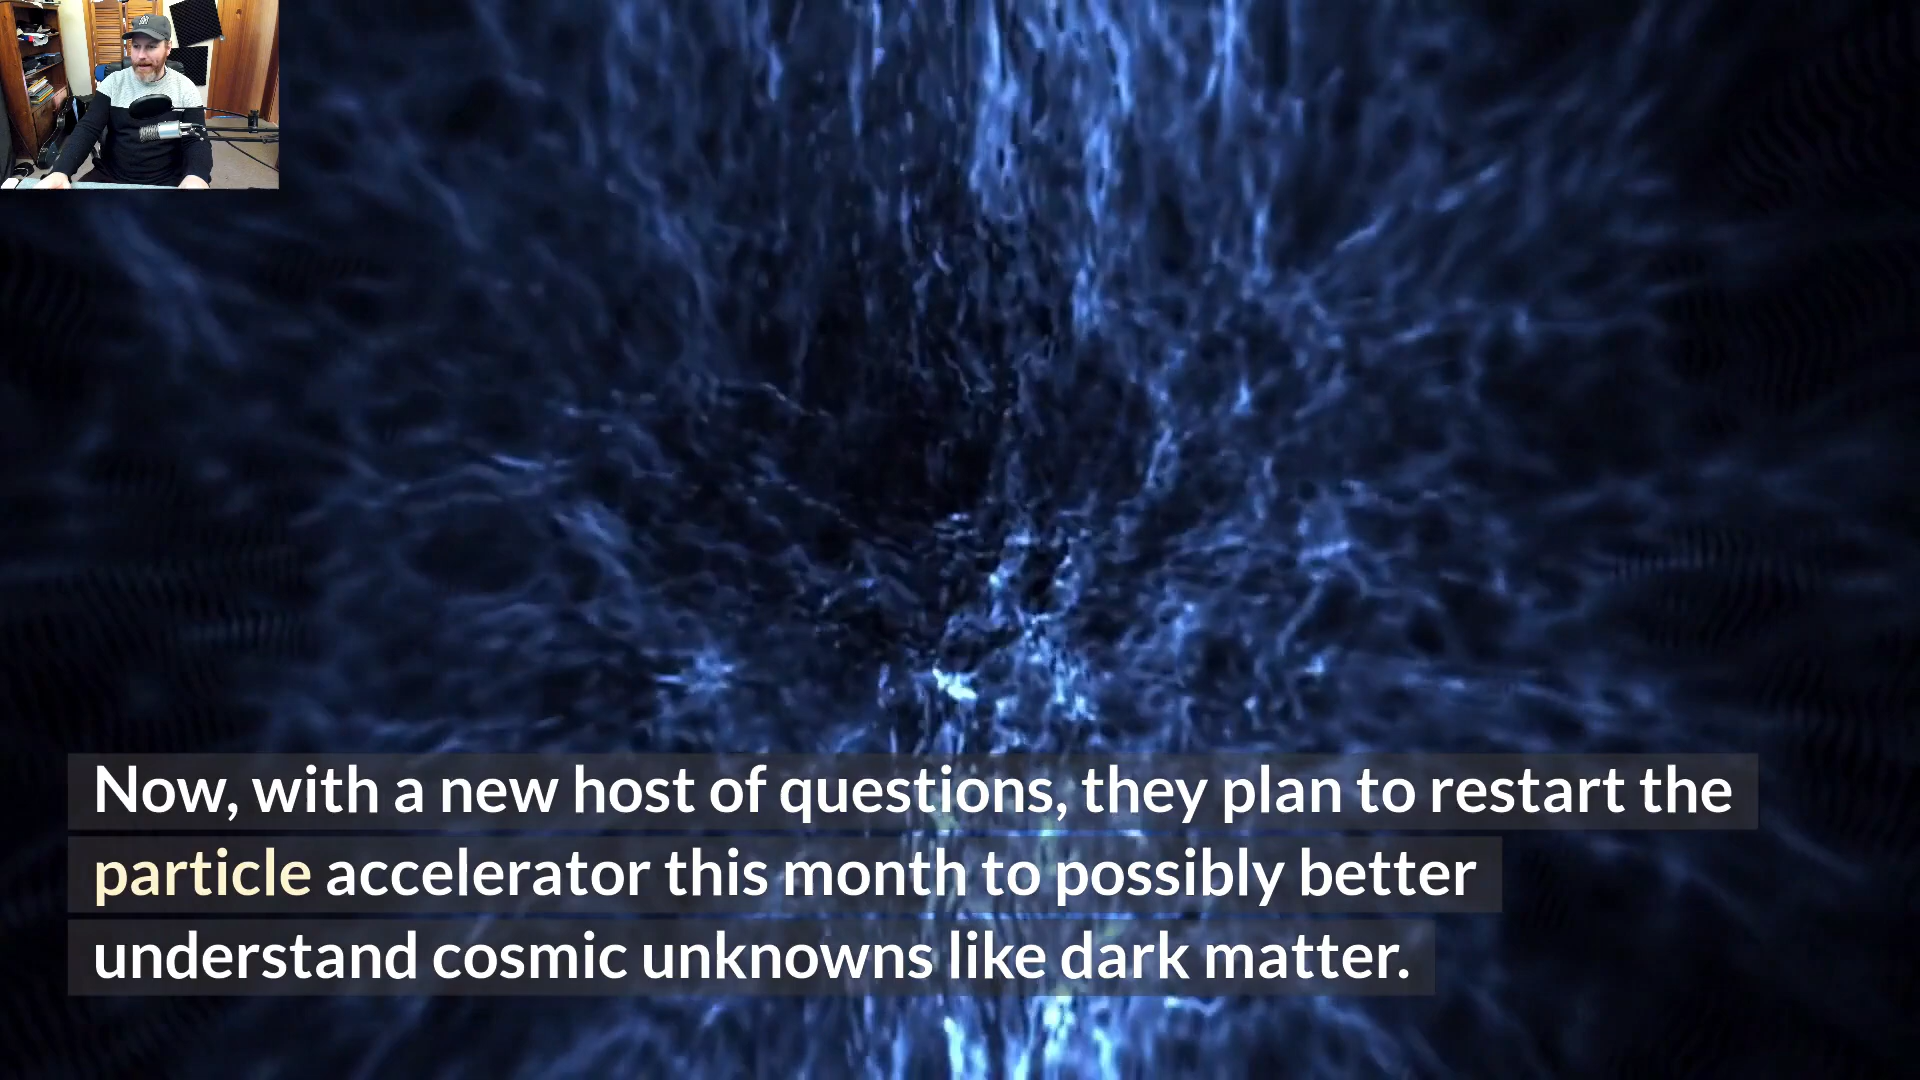 Now, with a new host of questions, they plan to restart the
particle accelerator this month to possibly better
understand cosmic unknowns like dark matter.